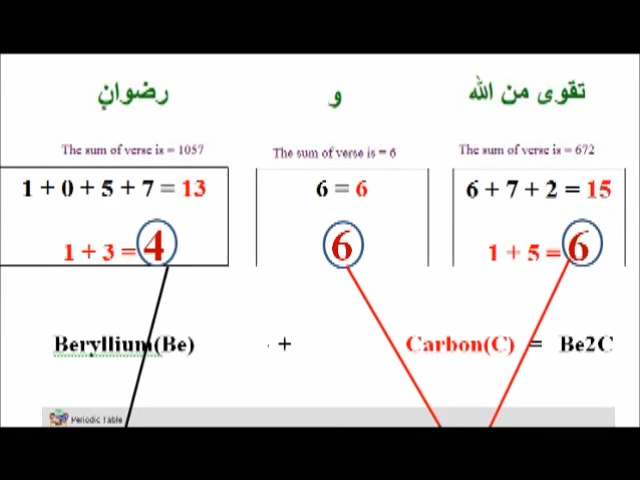 تقوى من الله
و
رضوانٍ
The sum of verse is = 1057
The sum of verse is = 6
The sum of verse is = 672
1 + 0 + 5 + 7 = 13
6 = 6
6 + 7 + 2 = 15
1 + 3 = 4
6
1 + 5 = 6
Beryllium(Be) + Carbon(C) = Be2C
Periodic Table